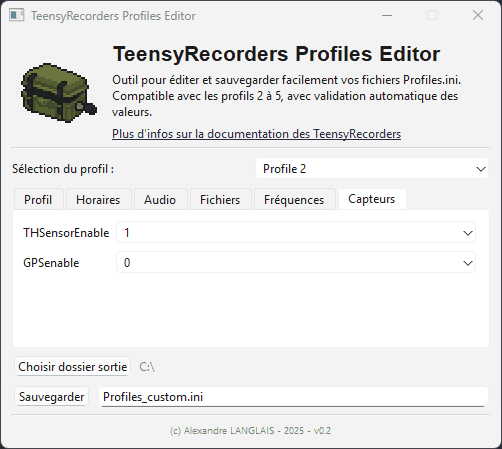 TeensyRecorders Profiles Editor
TeensyRecorders Profiles Editor
Outil pour éditer et sauvegarder facilement vos fichiers Profiles.ini.
Compatible avec les profils 2 à 5, avec validation automatique des
valeurs.
Plus d'infos sur la documentation des TeensyRecorders
Sélection du profil : Profile 2
Profil Horaires Audio Fichiers Fréquences Capteurs
THSensorEnable 1
GPSenable 0
Choisir dossier sortie C:\
Sauvegarder Profiles_custom.ini
(c) Alexandre LANGLAIS - 2025 - v0.2